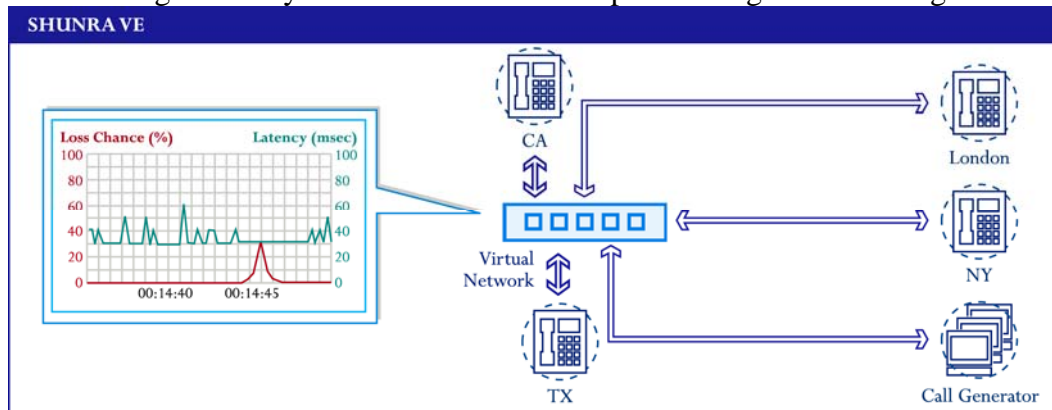 SHUNRA VE
Loss Chance (%) Latency (msec)
100 100
80 80
60 60
40 40
20 20
0 0
00:14:40 00:14:45
CA
London
Virtual
Network
NY
TX
Call Generator